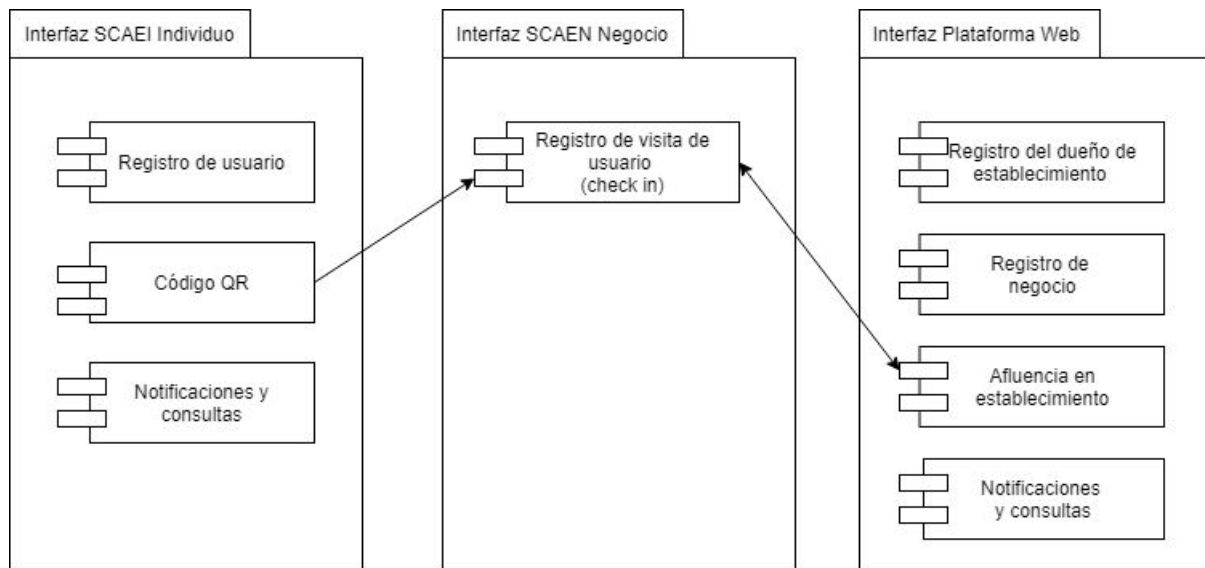 Interfaz SCAEI Individuo
Registro de usuario
Código QR
Notificaciones y
consultas
Interfaz SCAEN Negocio
Registro de visita de
usuario
(check in)
Interfaz Plataforma Web
Registro del dueño de
establecimiento
Registro de
negocio
Afluencia en
establecimiento
Notificaciones
y consultas